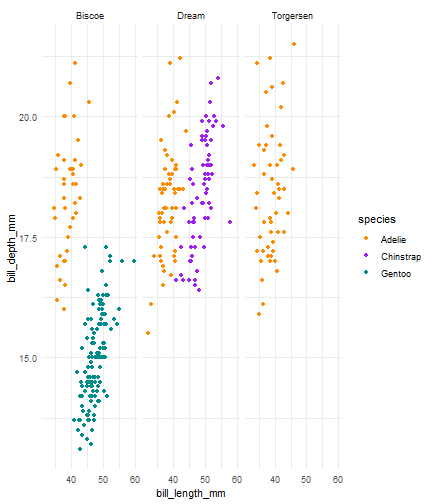 Biscoe Dream Torgersen
20.0
17.5
15.0
bill_depth_mm
40 50 60 40 50 60 40 50 60
bill_length_mm
species
Adelie
Chinstrap
Gentoo